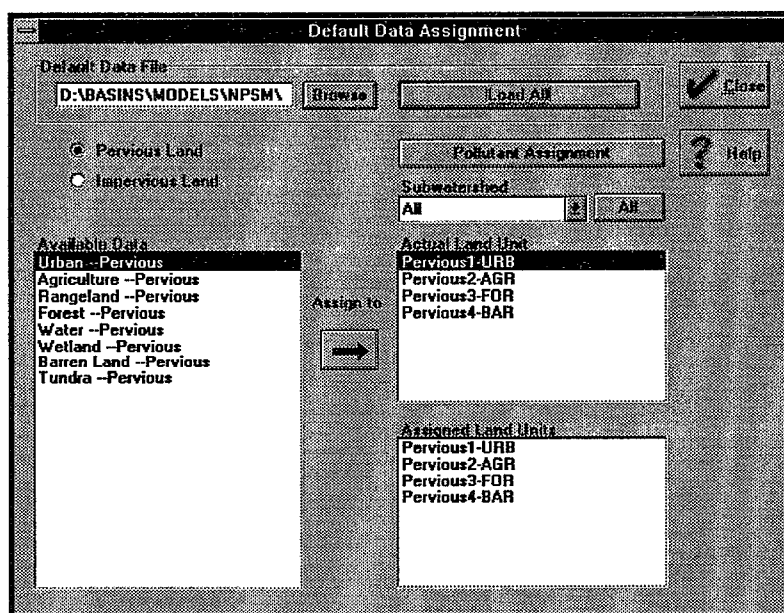 Default Data Assignment
Default Data File
D:\BASINS\MODELS\NPSM\
Browse
Load All
Close
Pervious Land
Impervious Land
Pollutant Assignment
Help
Subwatershed
All
All
Available Data
Urban --Pervious
Agriculture --Pervious
Rangeland --Pervious
Forest --Pervious
Water --Pervious
Wetland --Pervious
Barren Land --Pervious
Tundra --Pervious
Assign to
Actual Land Unit
Pervious1-URB
Pervious2-AGR
Pervious3-FOR
Pervious4-BAR
Assigned Land Units
Pervious1-URB
Pervious2-AGR
Pervious3-FOR
Pervious4-BAR